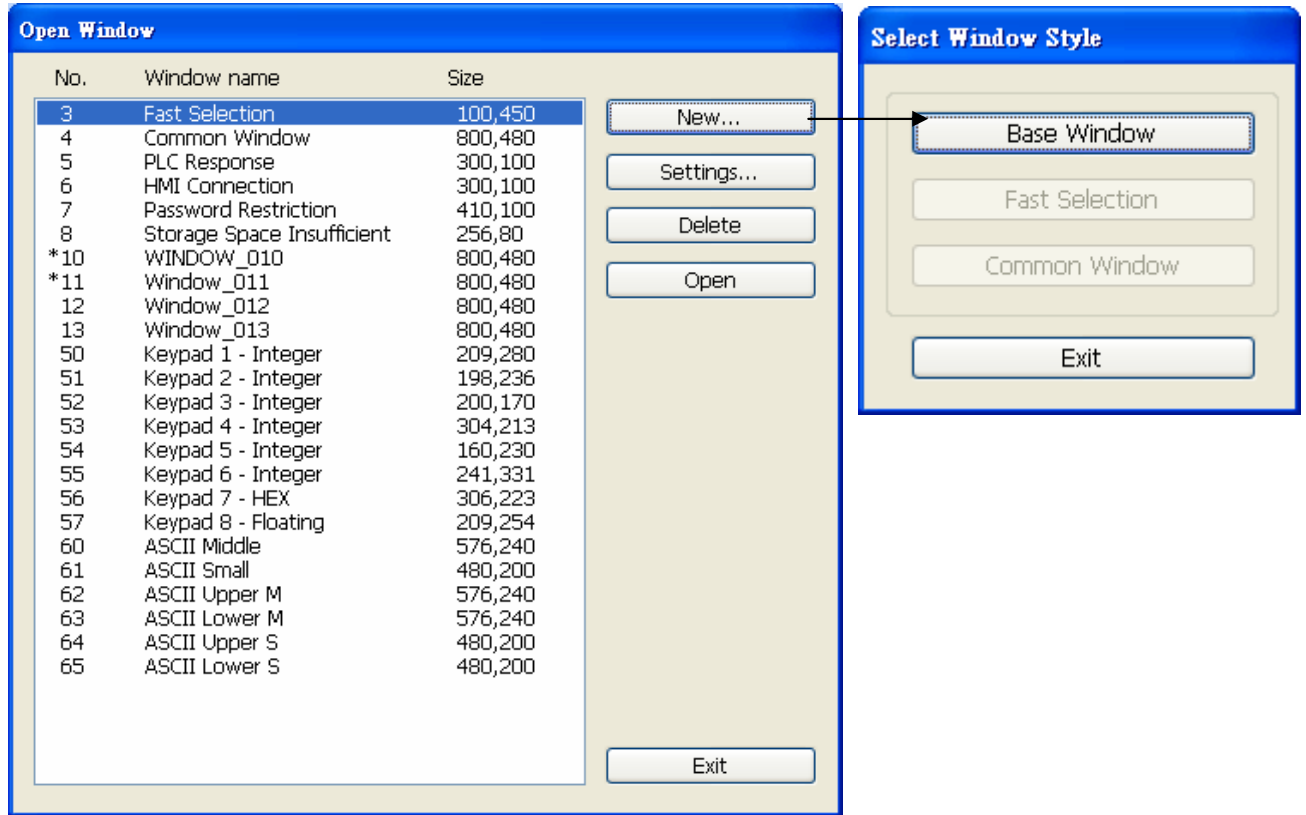 Open Window
No. Window name Size
3 Fast Selection 100,450
4 Common Window 800,480
5 PLC Response 300,100
6 HMI Connection 300,100
7 Password Restriction 410,100
8 Storage Space Insufficient 256,80
*10 WINDOW_010 800,480
*11 Window_011 800,480
12 Window_012 800,480
13 Window_013 800,480
50 Keypad 1 - Integer 209,280
51 Keypad 2 - Integer 198,236
52 Keypad 3 - Integer 200,170
53 Keypad 4 - Integer 304,213
54 Keypad 5 - Integer 160,230
55 Keypad 6 - Integer 241,331
56 Keypad 7 - HEX 306,223
57 Keypad 8 - Floating 209,254
60 ASCII Middle 576,240
61 ASCII Small 480,200
62 ASCII Upper M 576,240
63 ASCII Lower M 576,240
64 ASCII Upper S 480,200
65 ASCII Lower S 480,200
New...
Settings...
Delete
Open
Exit
Select Window Style
Base Window
Fast Selection
Common Window
Exit